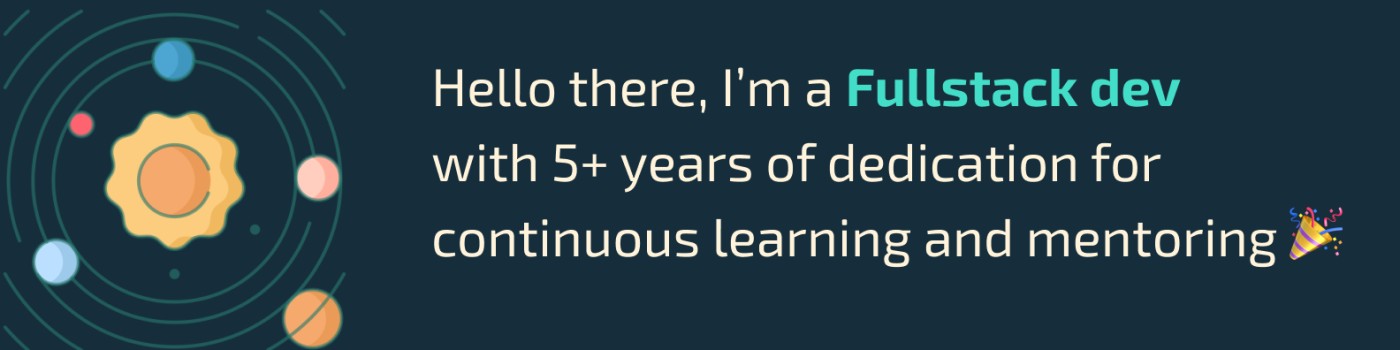 Hello there, I’m a Fullstack dev
with 5+ years of dedication for
continuous learning and mentoring 🎉